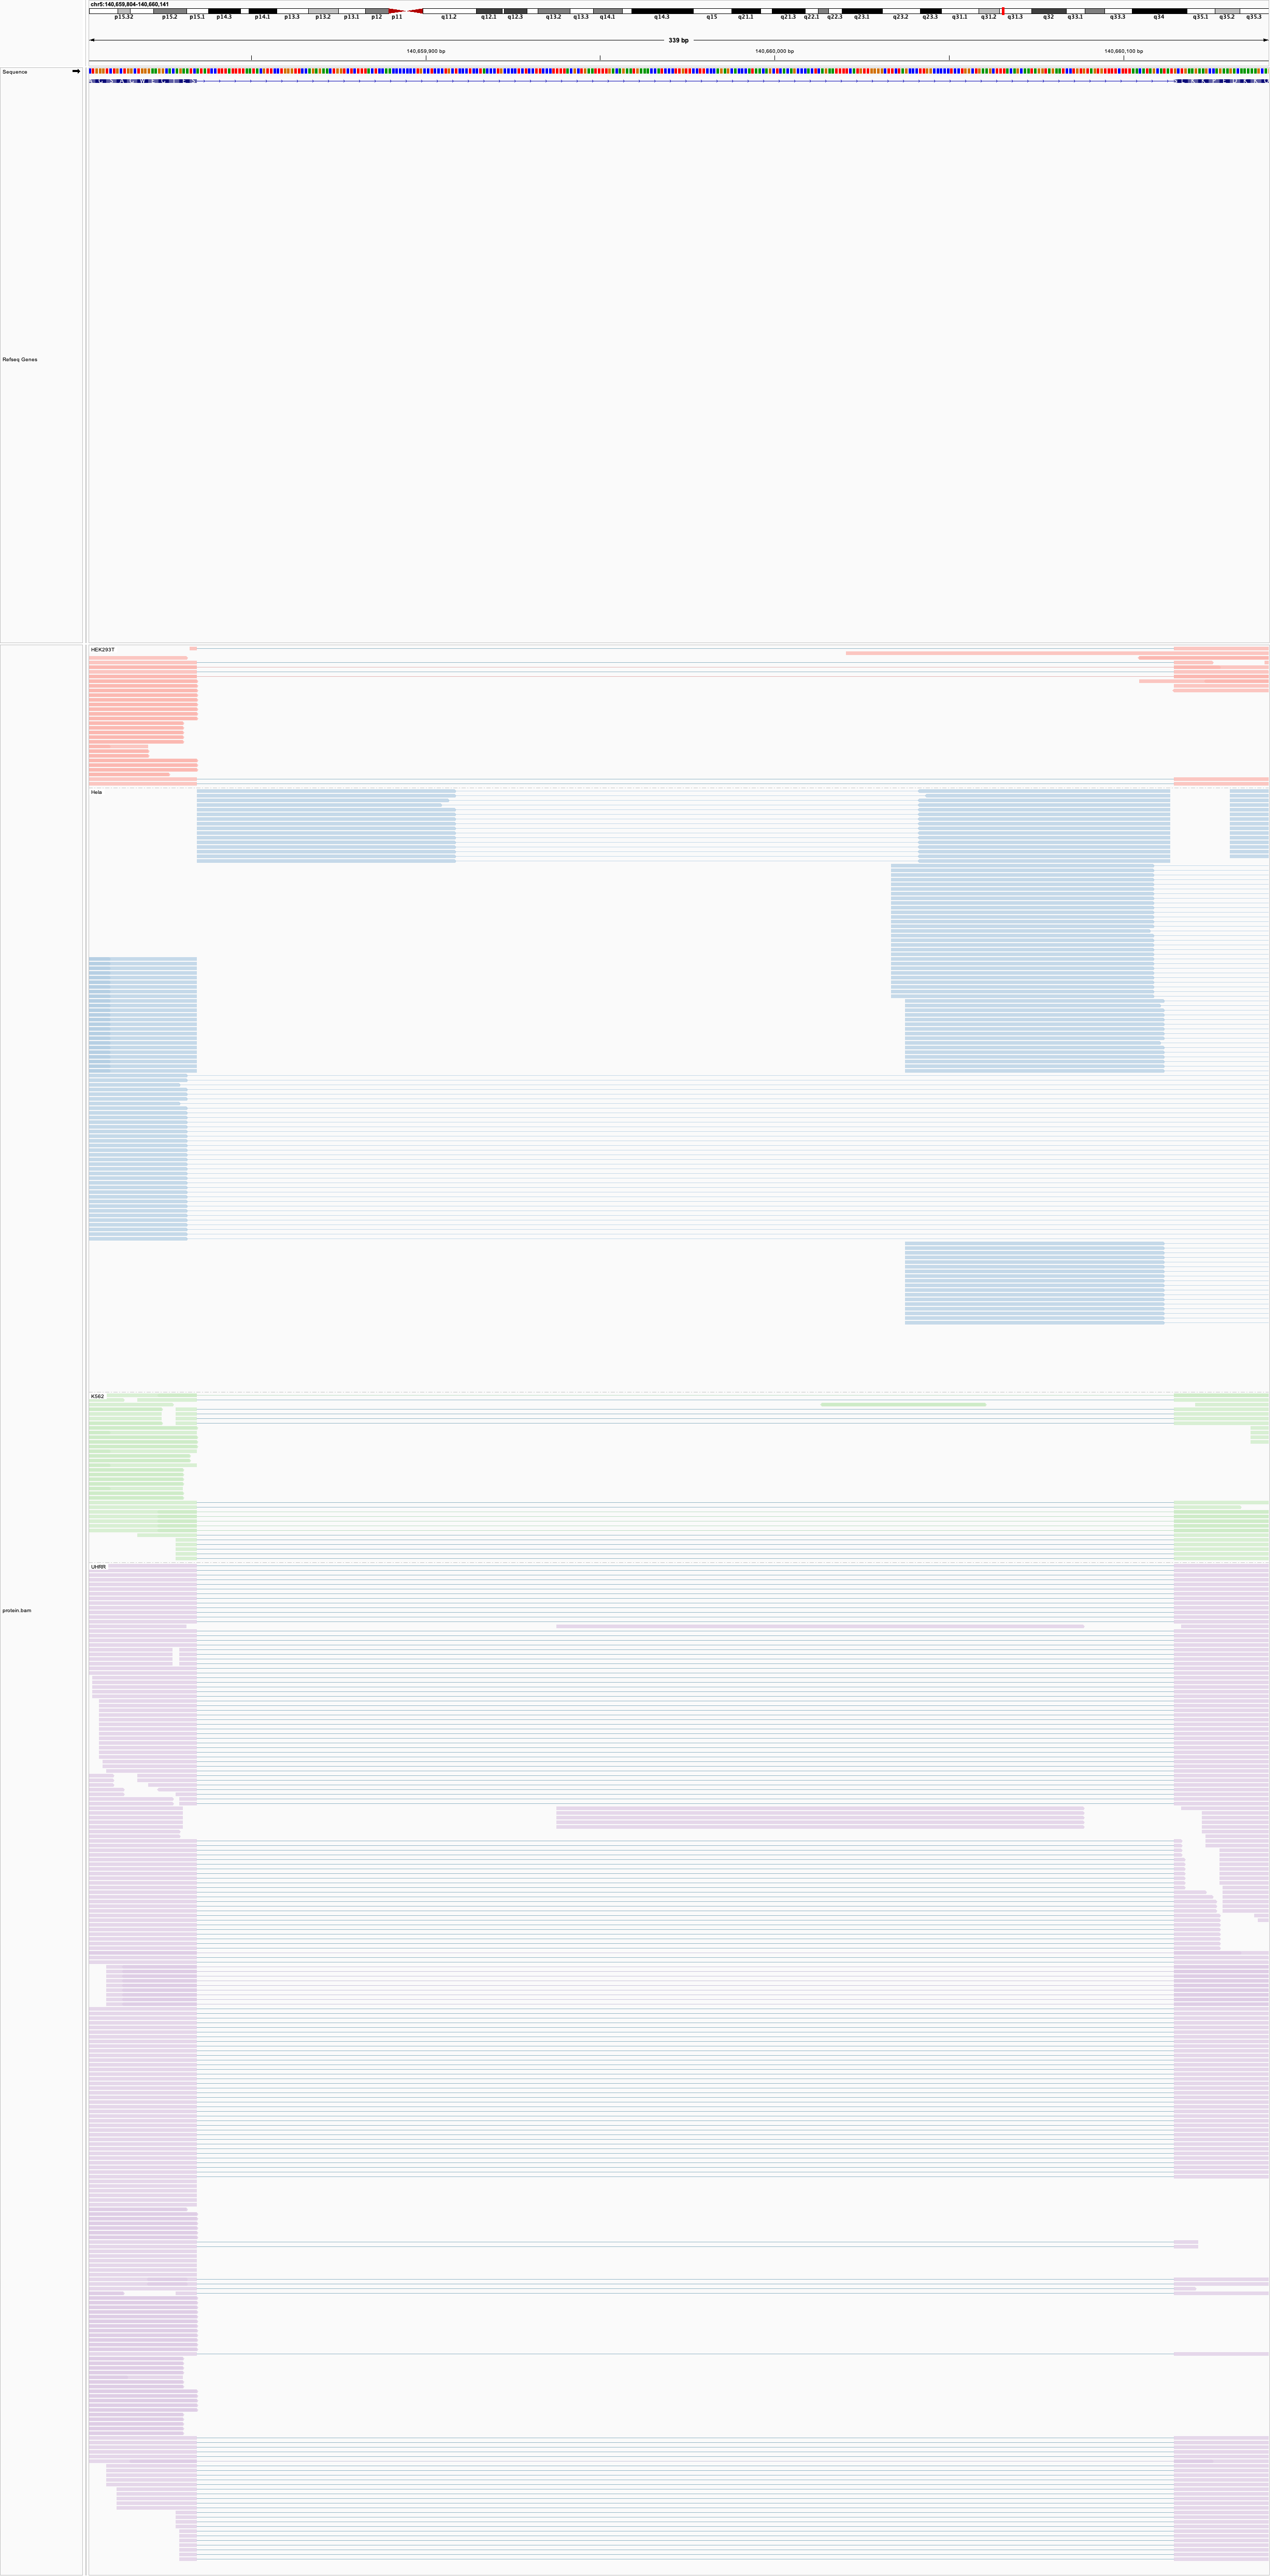 chr5:140,659,804-140,660,141
p15.32 p15.2 p15.1 p14.3 p14.1 p13.3 p13.2 p13.1 p12 p11 q11.2 q12.1 q12.3 q13.2 q13.3 q14.1 q14.3 q15 q21.1 q21.3 q22.1 q22.3 q23.1 q23.2 q23.3 q31.1 q31.2 q31.3 q32 q33.1 q33.3 q34 q35.1 q35.2 q35.3
339 bp
140,659,900 bp 140,660,000 bp 140,660,100 bp
Sequence
Refseq Genes
HEK293T
Hela
K562
UHRR
protein.bam